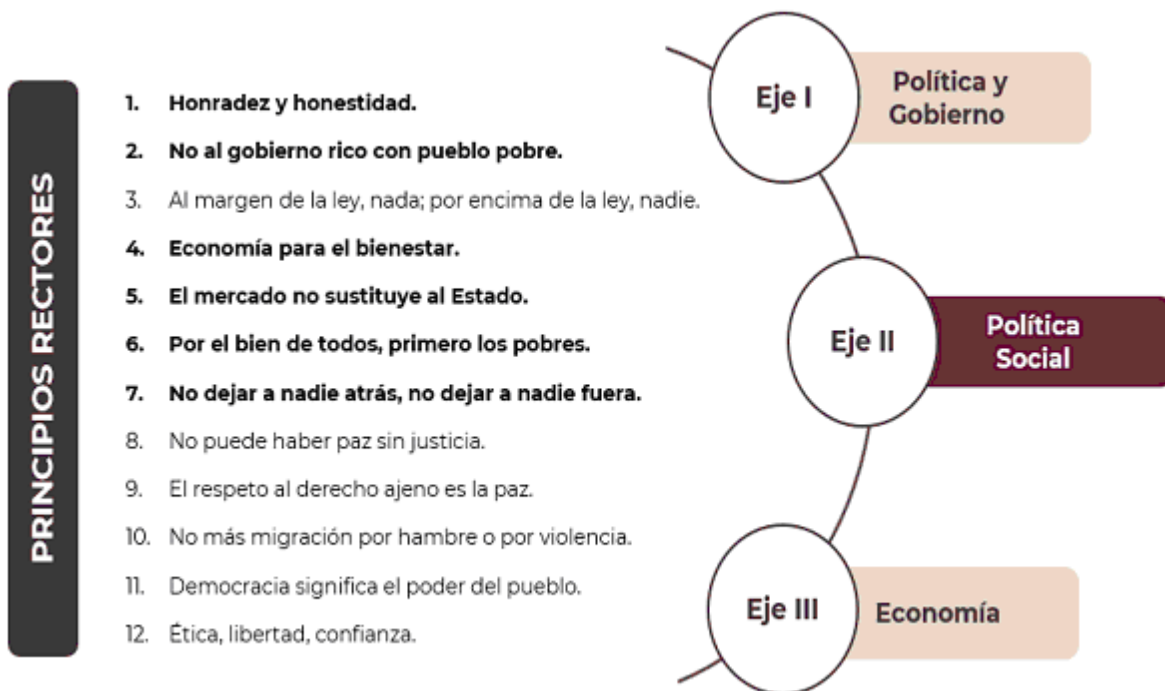 PRINCIPIOS RECTORES
1. Honradez y honestidad.
2. No al gobierno rico con pueblo pobre.
3. Al margen de la ley, nada; por encima de la ley, nadie.
4. Economía para el bienestar.
5. El mercado no sustituye al Estado.
6. Por el bien de todos, primero los pobres.
7. No dejar a nadie atrás, no dejar a nadie fuera.
8. No puede haber paz sin justicia.
9. El respeto al derecho ajeno es la paz.
10. No más migración por hambre o por violencia.
11. Democracia significa el poder del pueblo.
12. Ética, libertad, confianza.
Eje I
Política y
Gobierno
Eje II
Política
Social
Eje III
Economía